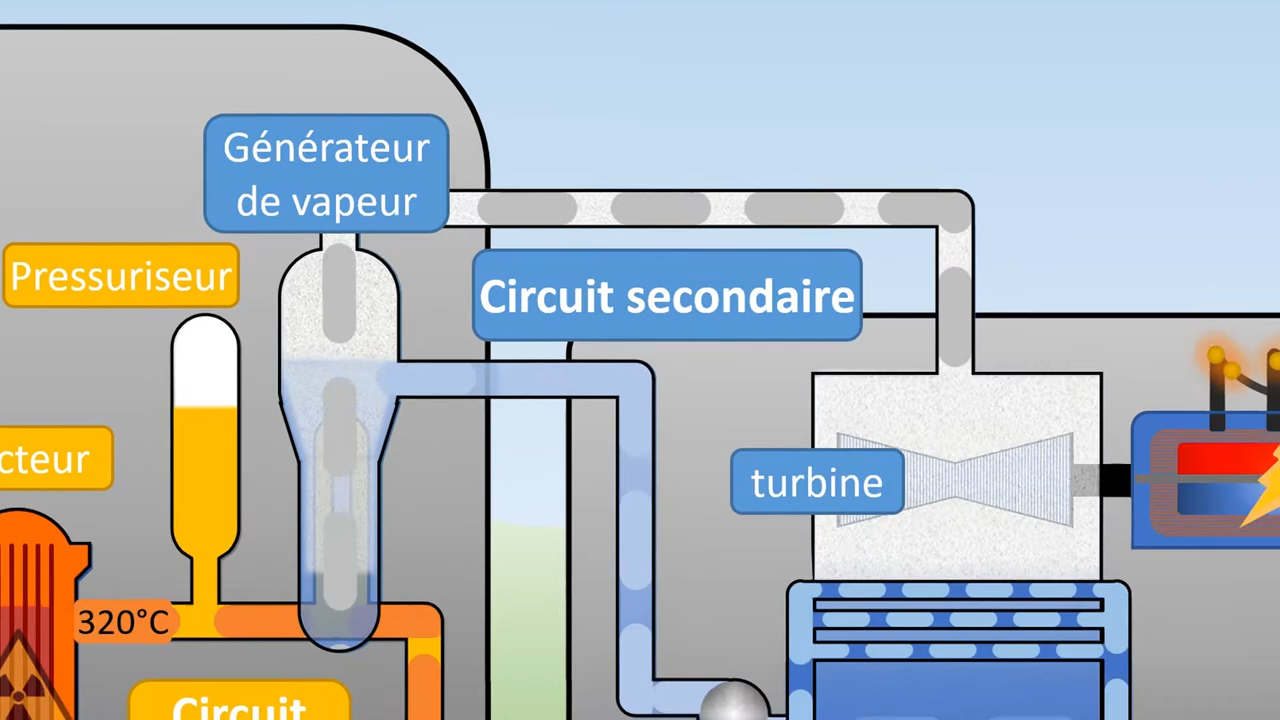 Générateur
de vapeur
Pressuriseur
Circuit secondaire
cteur
turbine
320°C
Circuit